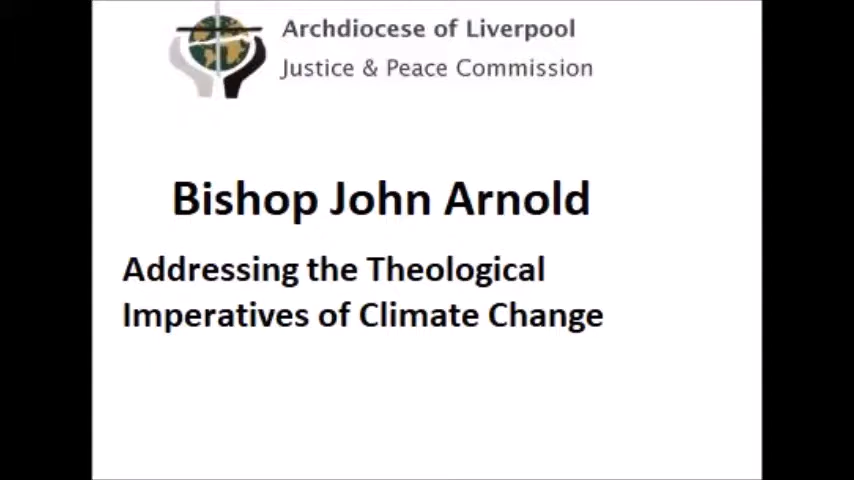 Archdiocese of Liverpool
Justice & Peace Commission
Bishop John Arnold
Addressing the Theological
Imperatives of Climate Change